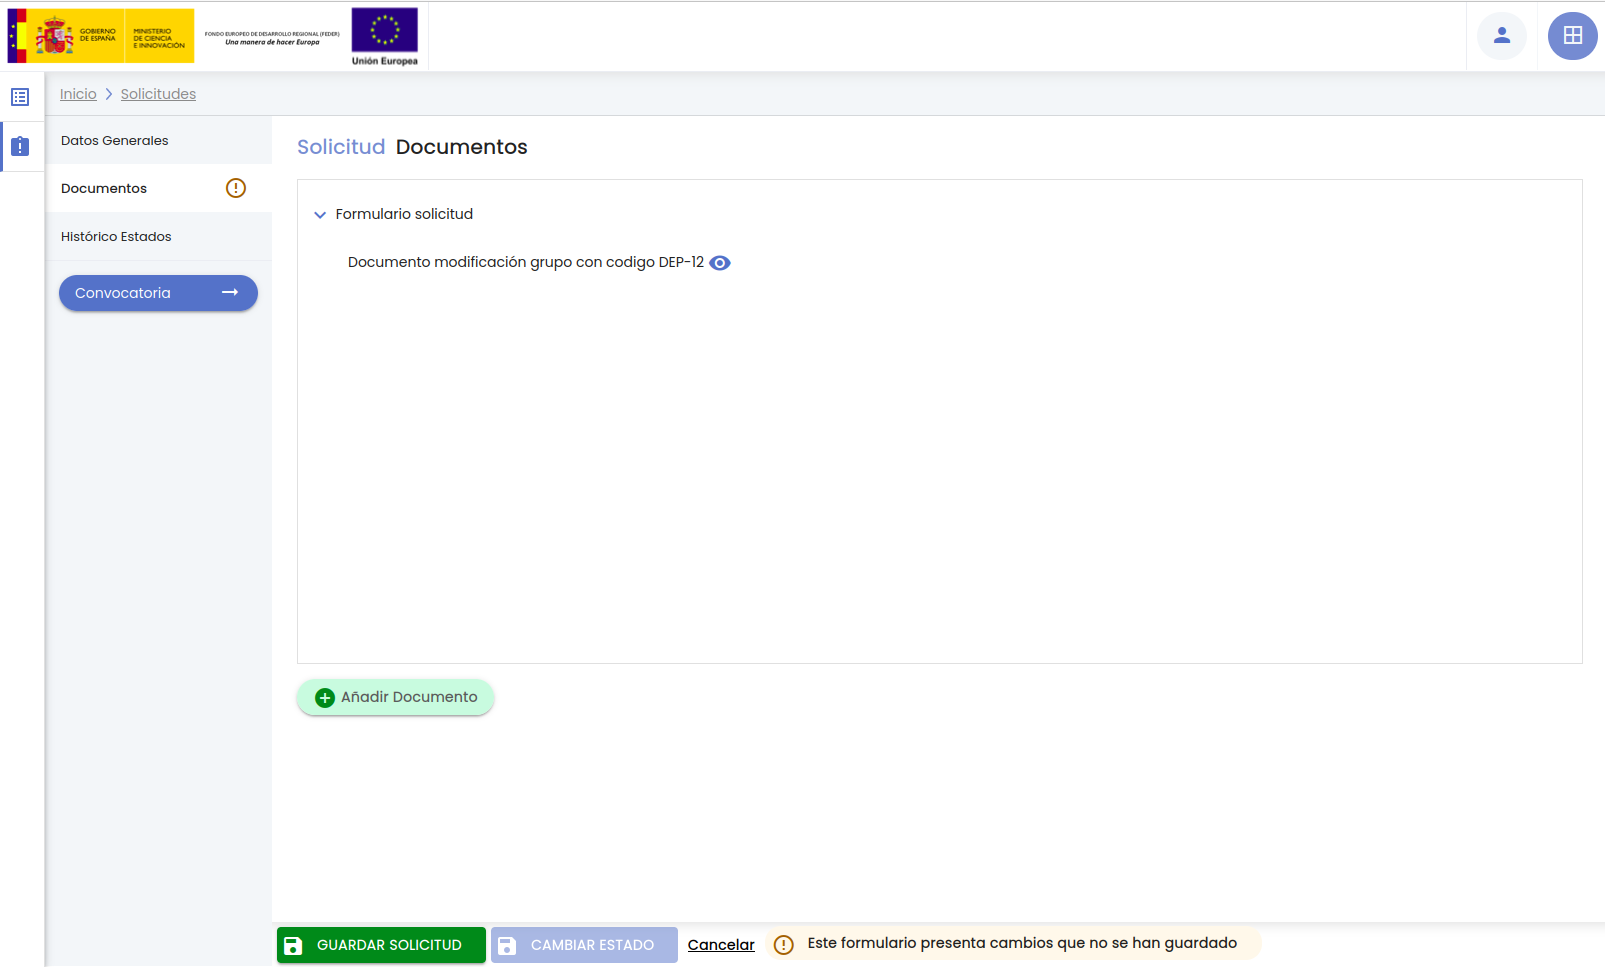 GOBIERNO
DE ESPAÑA
MINISTERIO
DE CIENCIA
E INNOVACIÓN
FONDO EUROPEO DE DESARROLLO REGIONAL (FEDER)
Una manera de hacer Europa
Unión Europea
Inicio
Solicitudes
Datos Generales
Documentos
Histórico Estados
Convocatoria
Solicitud Documentos
Formulario solicitud
Documento modificación grupo con codigo DEP-12
Añadir Documento
GUARDAR SOLICITUD
CAMBIAR ESTADO
Cancelar
Este formulario presenta cambios que no se han guardado